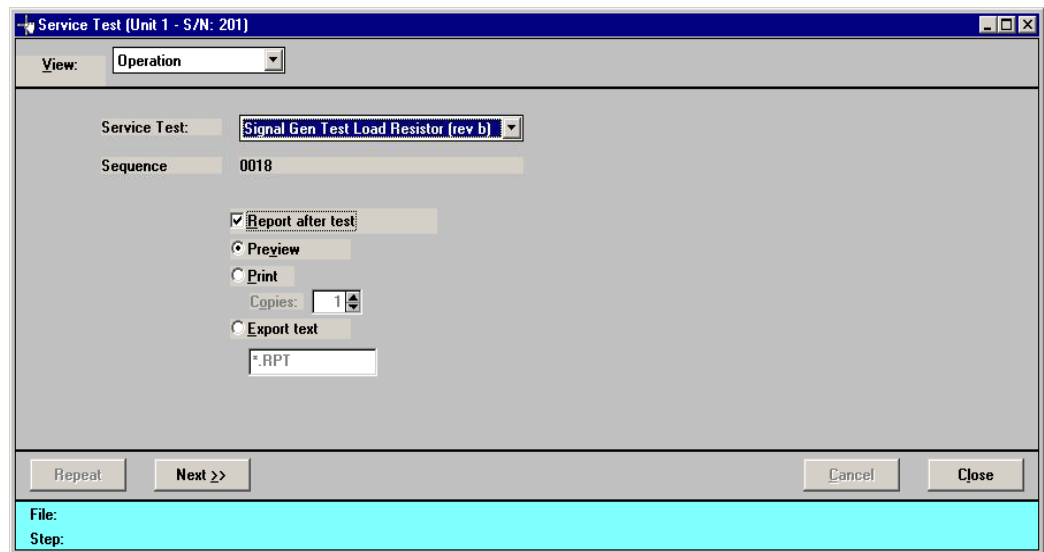 Service Test (Unit 1 - S/N: 201)
View: Operation
Service Test: Signal Gen Test Load Resistor (rev b)
Sequence 0018
Report after test
Preview
Print
Copies: 1
Export text
*.RPT
Repeat Next >> Cancel Close
File:
Step: